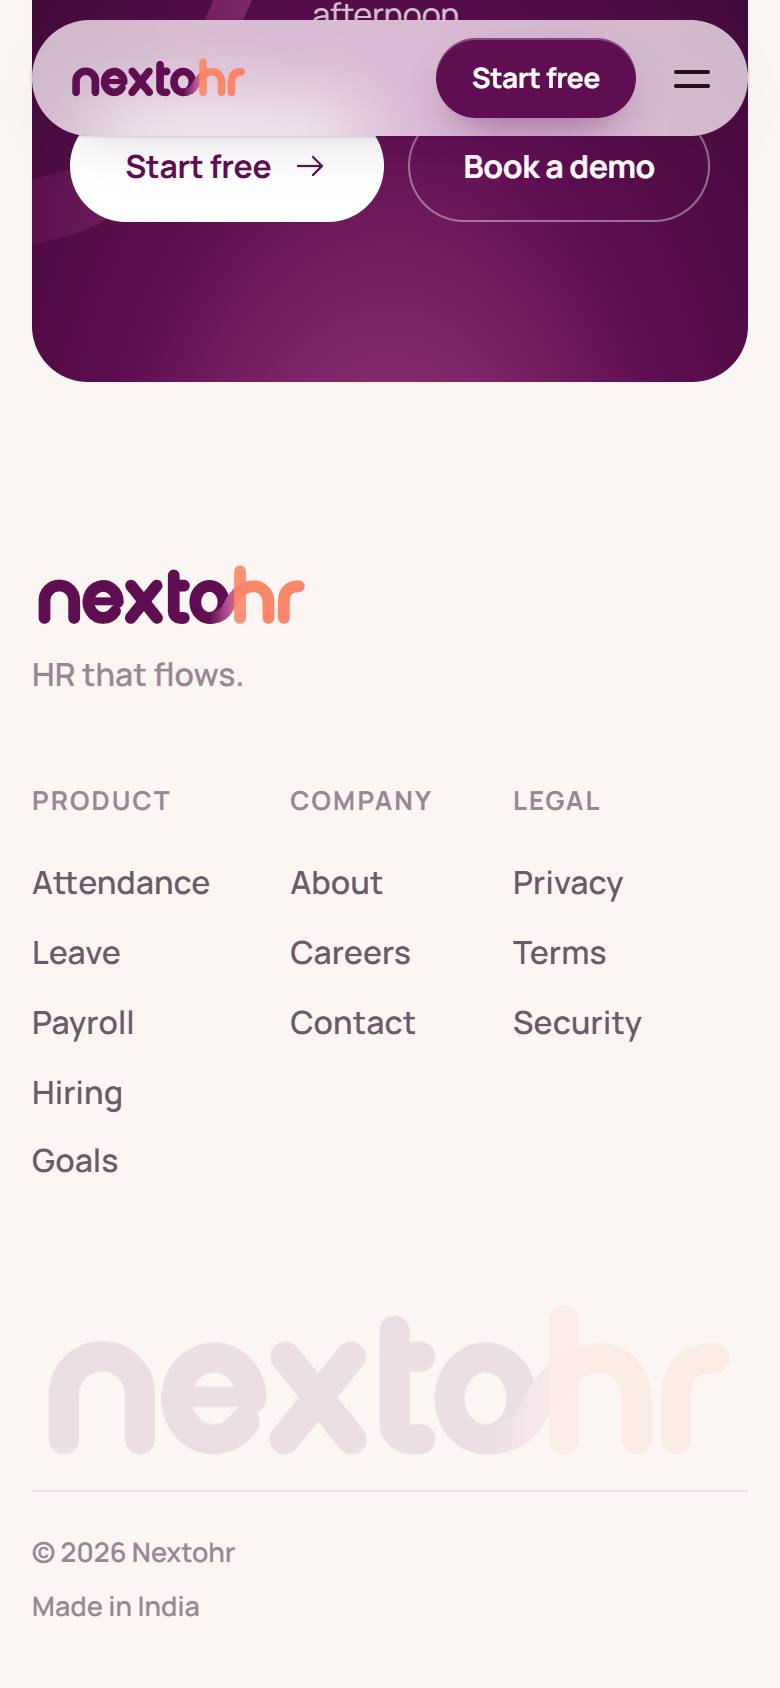 afternoon
nextohr
Start free
Start free
Book a demo
nextohr
HR that flows.
PRODUCT
COMPANY
LEGAL
Attendance
About
Privacy
Leave
Careers
Terms
Payroll
Contact
Security
Hiring
Goals
nextohr
© 2026 Nextohr
Made in India